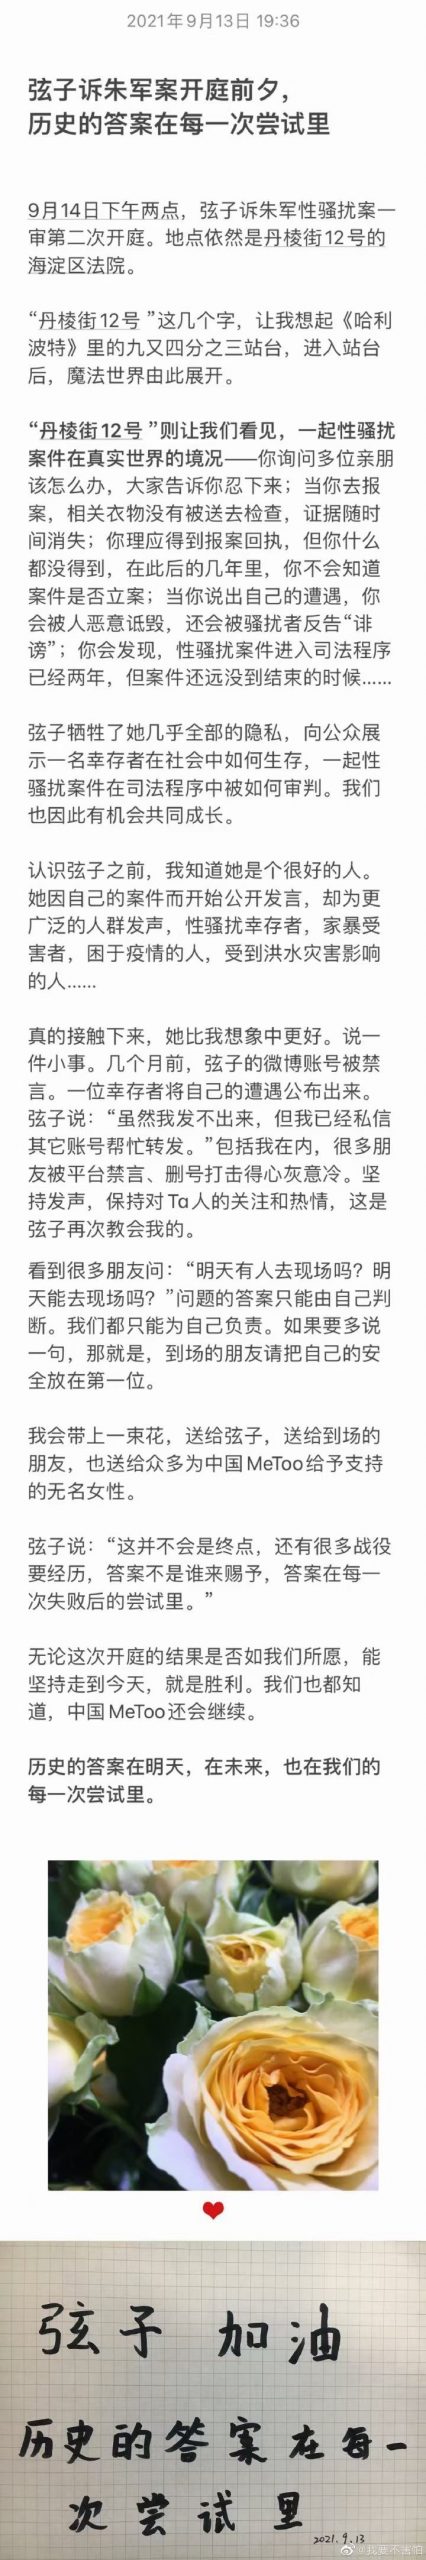 2021年9月13日 19:36
弦子诉朱军案开庭前夕，
历史的答案在每一次尝试里
9月14日下午两点，弦子诉朱军性骚扰案一
审第二次开庭。地点依然是丹棱街12号的
海淀区法院。
“丹棱街12号 ”这几个字，让我想起《哈利
波特》里的九又四分之三站台，进入站台
后，魔法世界由此展开。
“丹棱街12号 ”则让我们看见，一起性骚扰
案件在真实世界的境况——你询问多位亲朋
该怎么办，大家告诉你忍下来；当你去报
案，相关衣物没有被送去检查，证据随时
间消失；你理应得到报案回执，但你什么
都没得到，在此后的几年里，你不会知道
案件是否立案；当你说出自己的遭遇，你
会被人恶意诋毁，还会被骚扰者反告“诽
谤”；你会发现，性骚扰案件进入司法程序
已经两年，但案件还远没到结束的时候……
弦子牺牲了她几乎全部的隐私，向公众展
示一名幸存者在社会中如何生存，一起性
骚扰案件在司法程序中被如何审判。我们
也因此有机会共同成长。
认识弦子之前，我知道她是个很好的人。
她因自己的案件而开始公开发言，却为更
广泛的人群发声，性骚扰幸存者，家暴受
害者，困于疫情的人，受到洪水灾害影响
的人……
真的接触下来，她比我想象中更好。说一
件小事。几个月前，弦子的微博账号被禁
言。一位幸存者将自己的遭遇公布出来。
弦子说：“虽然我发不出来，但我已经私信
其它账号帮忙转发。”包括我在内，很多朋
友被平台禁言、删号打击得心灰意冷。坚
持发声，保持对Ta人的关注和热情，这是
弦子再次教会我的。
看到很多朋友问：“明天有人去现场吗？明
天能去现场吗？”问题的答案只能由自己判
断。我们都只能为自己负责。如果要多说
一句，那就是，到场的朋友请把自己的安
全放在第一位。
我会带上一束花，送给弦子，送给到场的
朋友，也送给众多为中国MeToo给予支持
的无名女性。
弦子说：“这并不会是终点，还有很多战役
要经历，答案不是谁来赐予，答案在每一
次失败后的尝试里。”
无论这次开庭的结果是否如我们所愿，能
坚持走到今天，就是胜利。我们也都知
道，中国MeToo还会继续。
历史的答案在明天，在未来，也在我们的
每一次尝试里。
弦子 加油
历史的答案在每一
次尝试里
2021.9.13
@我要不害怕